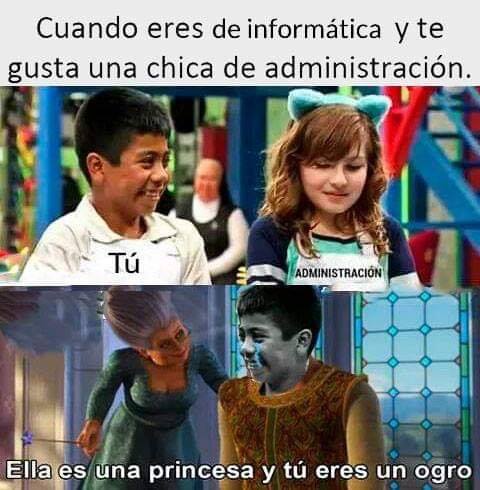 Cuando eres de informática y te
gusta una chica de administración.
Tú
ADMINISTRACIÓN
Ella es una princesa y tú eres un ogro